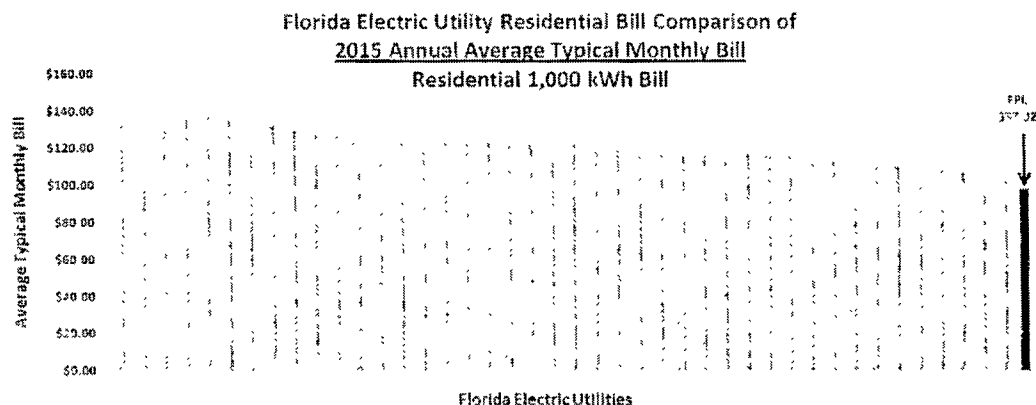 Florida Electric Utility Residential Bill Comparison of
2015 Annual Average Typical Monthly Bill
Residential 1,000 kWh Bill
Average Typical Monthly Bill
$160.00
$140.00
$120.00
$100.00
$80.00
$60.00
$40.00
$20.00
$0.00
FPL
Florida Electric Utilities